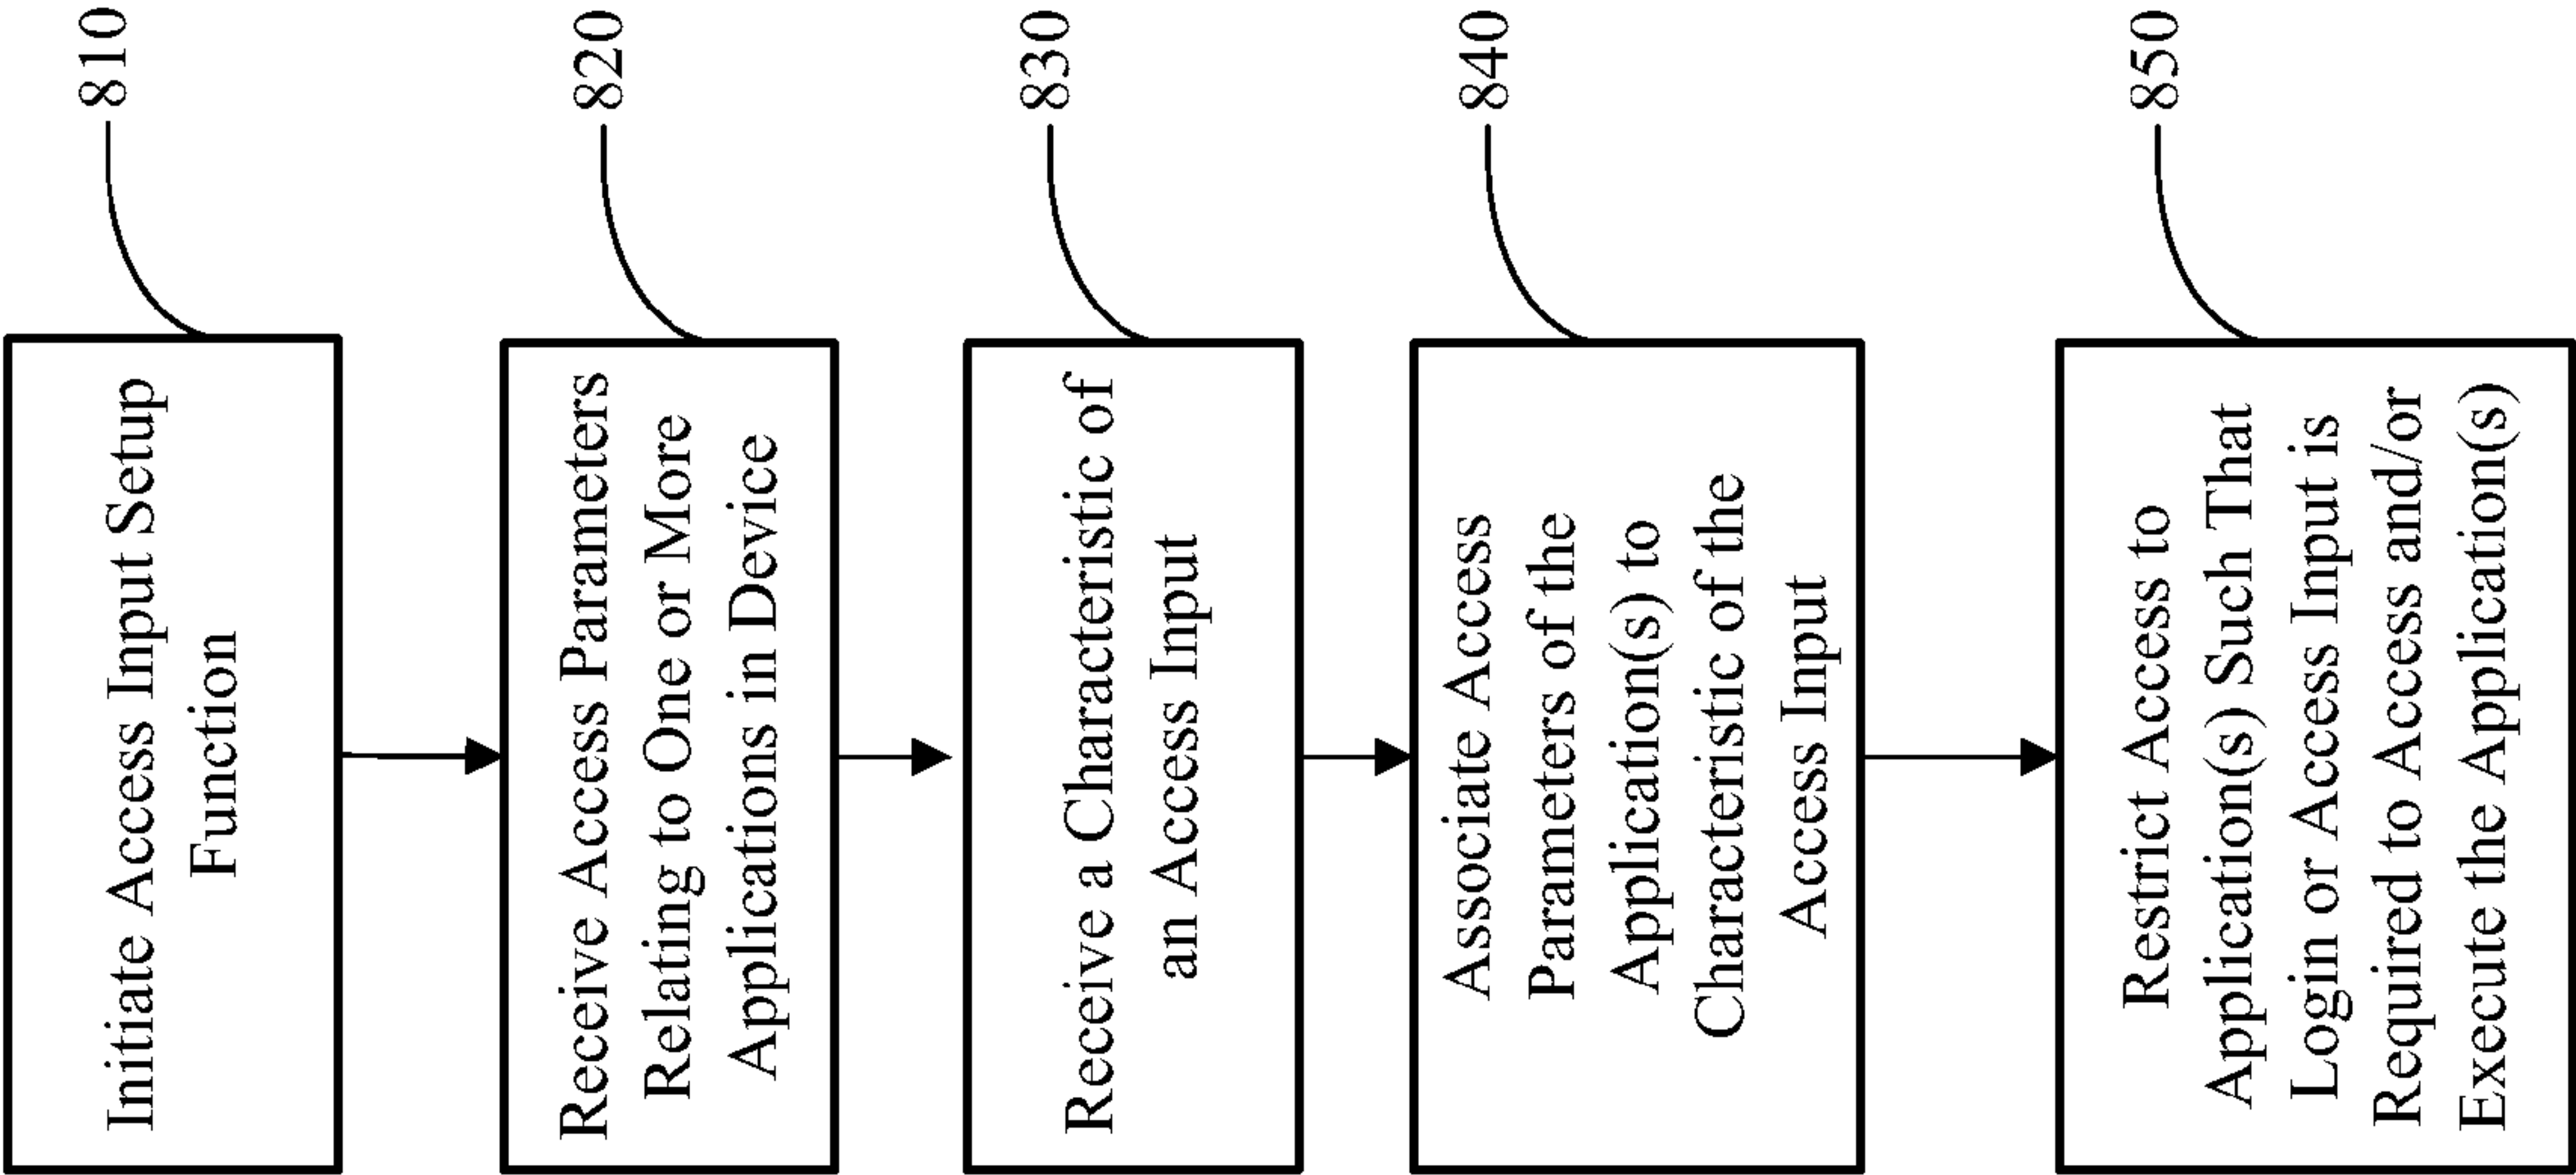 Initiate Access Input Setup
Function
810
Receive Access Parameters
Relating to One or More
Applications in Device
820
Receive a Characteristic of
an Access Input
830
Associate Access
Parameters of the
Application(s) to
Characteristic of the
Access Input
840
Restrict Access to
Application(s) Such That
Login or Access Input is
Required to Access and/or
Execute the Application(s)
850